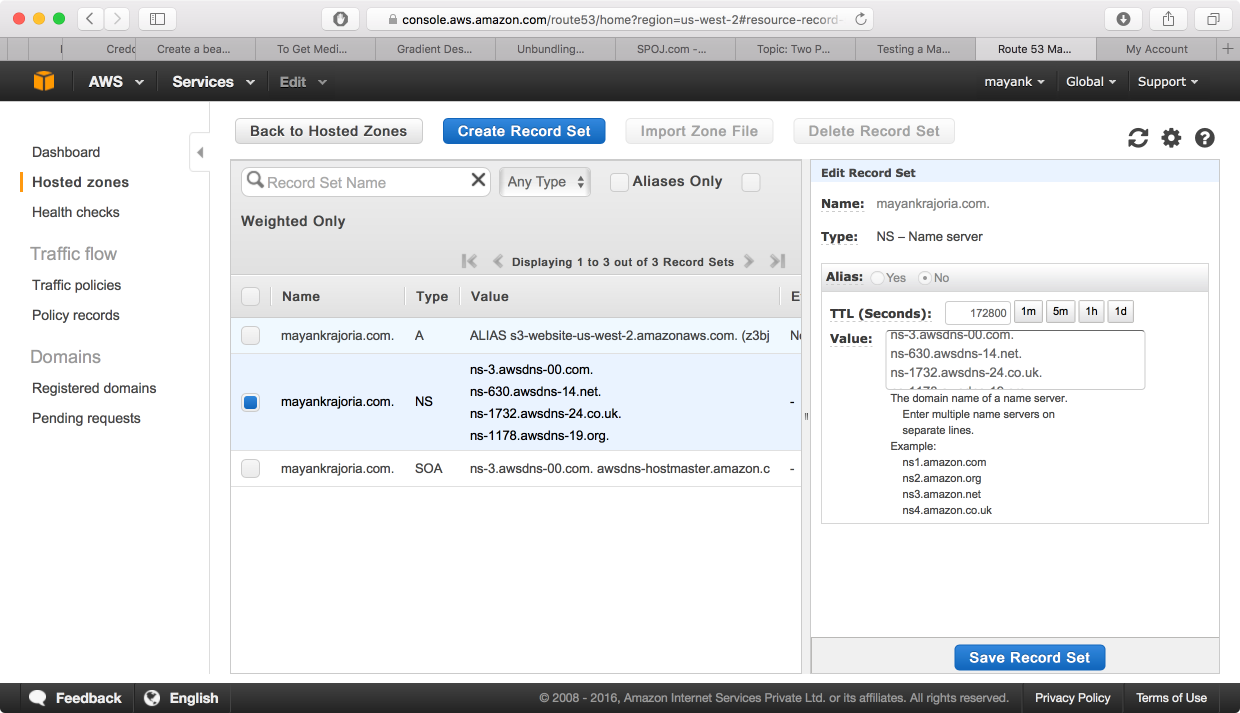 console.aws.amazon.com/route53/home?region=us-west-2#resource-record-
Credo
Create a bea...
To Get Medi...
Gradient Des...
Unbundling...
SPOJ.com -...
Topic: Two P...
Testing a Ma...
Route 53 Ma...
My Account
AWS
Services
Edit
mayank
Global
Support
Dashboard
Hosted zones
Health checks
Traffic flow
Traffic policies
Policy records
Domains
Registered domains
Pending requests
Back to Hosted Zones
Create Record Set
Import Zone File
Delete Record Set
Record Set Name
Any Type
Aliases Only
Weighted Only
Displaying 1 to 3 out of 3 Record Sets
Name Type Value E
mayankrajoria.com. A ALIAS s3-website-us-west-2.amazonaws.com. (z3bj
mayankrajoria.com. NS
ns-3.awsdns-00.com.
ns-630.awsdns-14.net.
ns-1732.awsdns-24.co.uk.
ns-1178.awsdns-19.org.
-
mayankrajoria.com. SOA ns-3.awsdns-00.com. awsdns-hostmaster.amazon.c -
Edit Record Set
Name: mayankrajoria.com.
Type: NS – Name server
Alias: Yes No
TTL (Seconds): 172800 1m 5m 1h 1d
Value:
ns-3.awsdns-00.com.
ns-630.awsdns-14.net.
ns-1732.awsdns-24.co.uk.
The domain name of a name server.
Enter multiple name servers on
separate lines.
Example:
ns1.amazon.com
ns2.amazon.org
ns3.amazon.net
ns4.amazon.co.uk
Save Record Set
Feedback
English
© 2008 - 2016, Amazon Internet Services Private Ltd. or its affiliates. All rights reserved.
Privacy Policy
Terms of Use